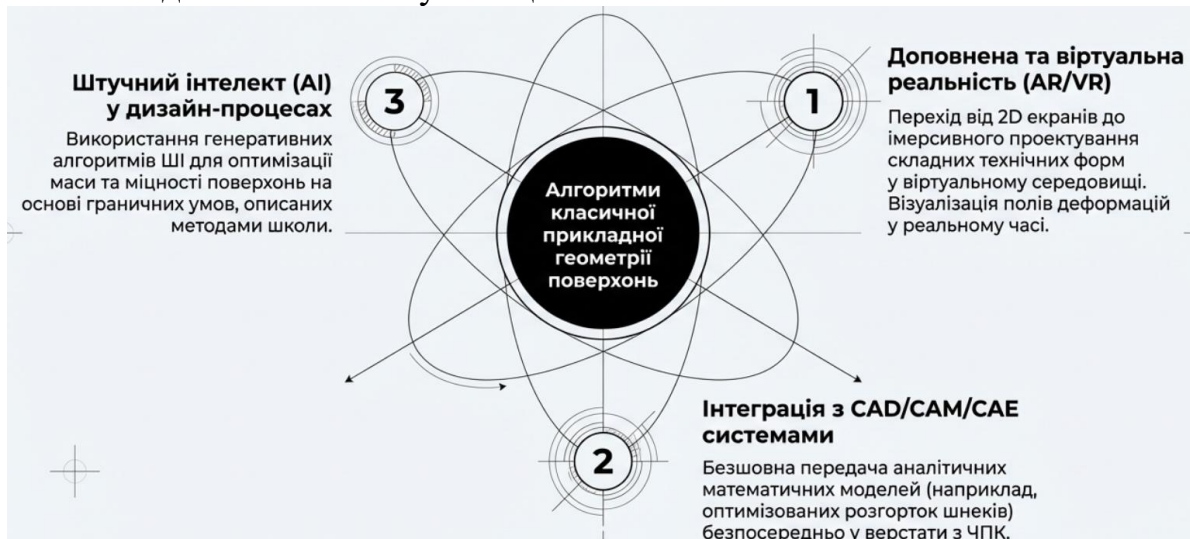 Доповнена та віртуальна
реальність (AR/VR)
Перехід від 2D екранів до
імерсивного проектування
складних технічних форм
у віртуальному середовищі.
Візуалізація полів деформацій
у реальному часі.
1
Штучний інтелект (AI)
у дизайн-процесах
Використання генеративних
алгоритмів ШІ для оптимізації
маси та міцності поверхонь на
основі граничних умов, описаних
методами школи.
3
Алгоритми
класичної
прикладної
геометрії
поверхонь
2
Інтеграція з CAD/CAM/CAE
системами
Безшовна передача аналітичних
математичних моделей (наприклад,
оптимізованих розгорток шнеків)
безпосередньо у верстати з ЧПК.